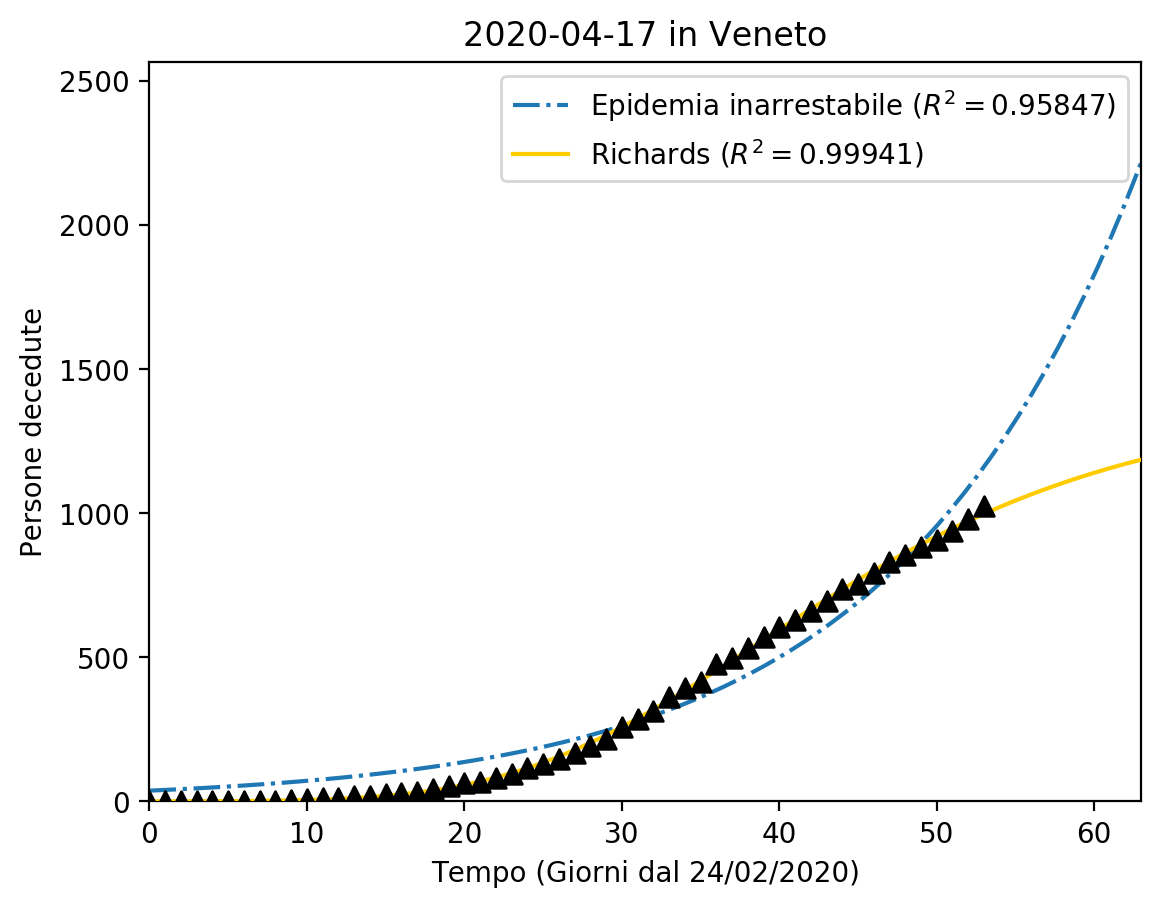 2020-04-17 in Veneto
Epidemia inarrestabile (R² = 0.95847)
Richards (R² = 0.99941)
2500
2000
1500
1000
500
0
Persone decedute
0 10 20 30 40 50 60
Tempo (Giorni dal 24/02/2020)